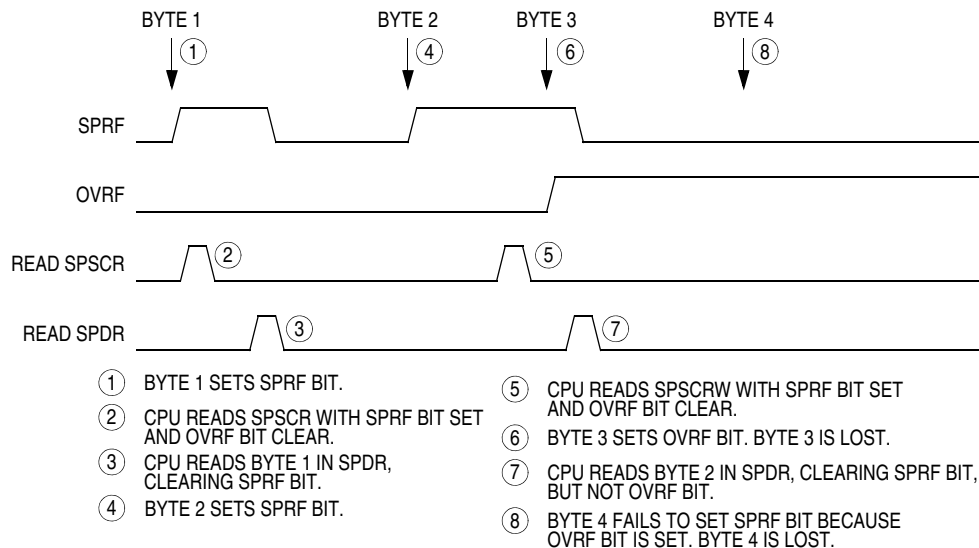 BYTE 1 BYTE 2 BYTE 3 BYTE 4
1 4 6 8
SPRF
OVRF
READ SPSCR 2 5
READ SPDR 3 7
1 BYTE 1 SETS SPRF BIT.
2 CPU READS SPSCR WITH SPRF BIT SET
AND OVRF BIT CLEAR.
3 CPU READS BYTE 1 IN SPDR,
CLEARING SPRF BIT.
4 BYTE 2 SETS SPRF BIT.
5 CPU READS SPSCRW WITH SPRF BIT SET
AND OVRF BIT CLEAR.
6 BYTE 3 SETS OVRF BIT. BYTE 3 IS LOST.
7 CPU READS BYTE 2 IN SPDR, CLEARING SPRF BIT,
BUT NOT OVRF BIT.
8 BYTE 4 FAILS TO SET SPRF BIT BECAUSE
OVRF BIT IS SET. BYTE 4 IS LOST.